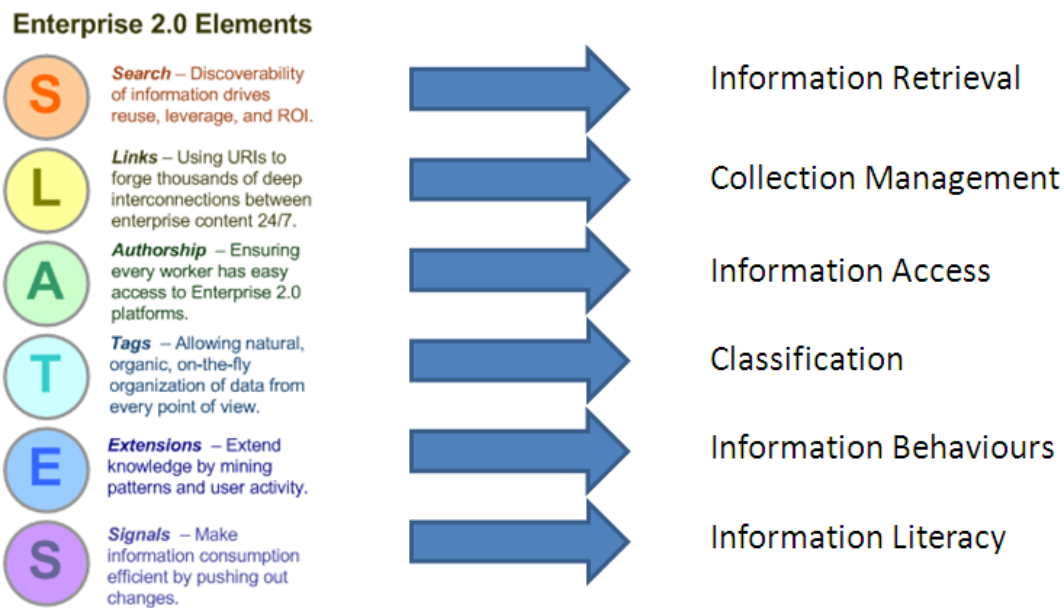 Enterprise 2.0 Elements
S
Search – Discoverability
of information drives
reuse, leverage, and ROI.
Information Retrieval
L
Links – Using URIs to
forge thousands of deep
interconnections between
enterprise content 24/7.
Collection Management
A
Authorship – Ensuring
every worker has easy
access to Enterprise 2.0
platforms.
Information Access
T
Tags – Allowing natural,
organic, on-the-fly
organization of data from
every point of view.
Classification
E
Extensions – Extend
knowledge by mining
patterns and user activity.
Information Behaviours
S
Signals – Make
information consumption
efficient by pushing out
changes.
Information Literacy